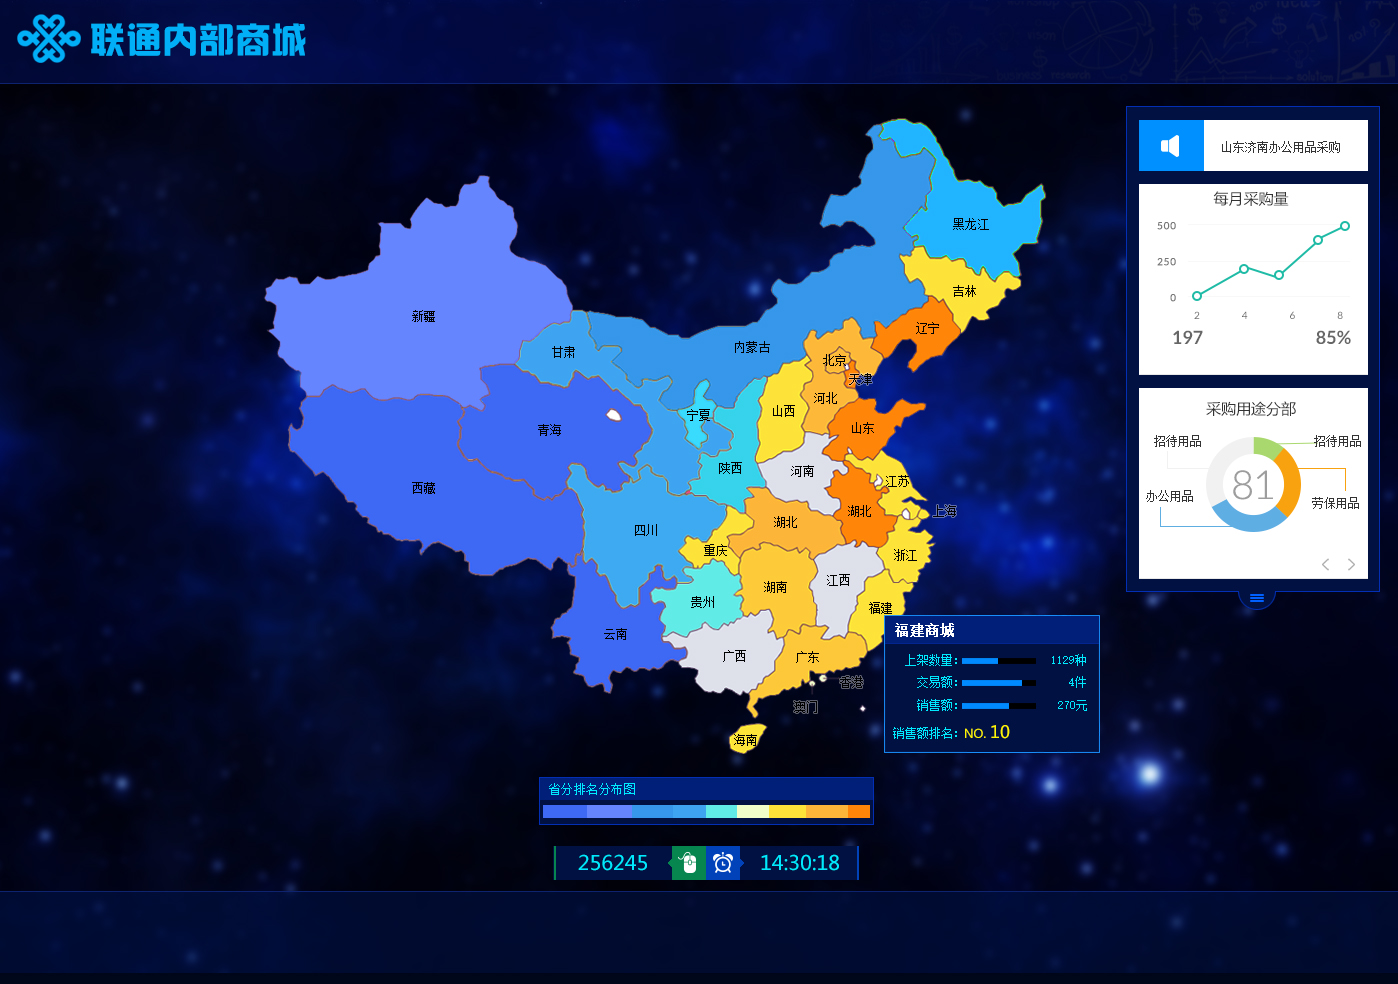 联通内部商城
山东济南办公用品采购
每月采购量
500
250
0
2 4 6 8
197 85%
采购用途分部
招待用品 招待用品
81
办公用品 劳保用品
黑龙江
吉林
辽宁
新疆
甘肃
内蒙古
北京
天津
河北
山西
宁夏
青海
山东
陕西
河南
西藏
江苏
上海
湖北
湖北
四川
重庆
浙江
湖南
江西
贵州
福建
云南
广西
广东
香港
澳门
海南
福建商城
上架数量: 1129种
交易额: 4件
销售额: 270元
销售额排名: NO. 10
省分排名分布图
256245 14:30:18